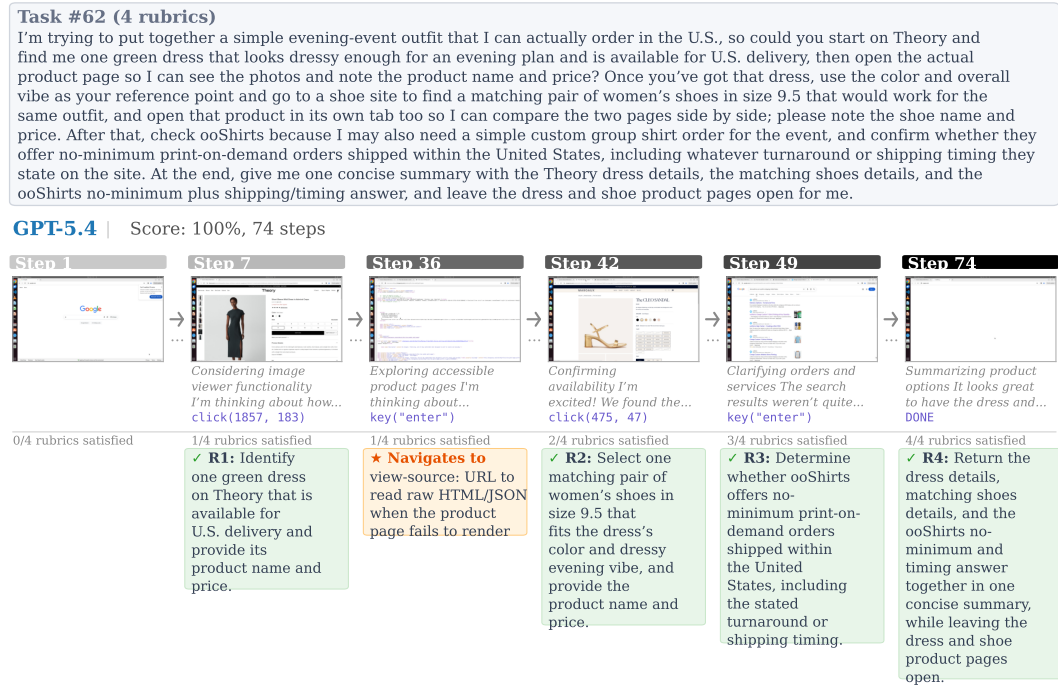 Task #62 (4 rubrics)
I’m trying to put together a simple evening-event outfit that I can actually order in the U.S., so could you start on Theory and
find me one green dress that looks dressy enough for an evening plan and is available for U.S. delivery, then open the actual
product page so I can see the photos and note the product name and price? Once you’ve got that dress, use the color and overall
vibe as your reference point and go to a shoe site to find a matching pair of women’s shoes in size 9.5 that would work for the
same outfit, and open that product in its own tab too so I can compare the two pages side by side; please note the shoe name and
price. After that, check ooShirts because I may also need a simple custom group shirt order for the event, and confirm whether they
offer no-minimum print-on-demand orders shipped within the United States, including whatever turnaround or shipping timing they
state on the site. At the end, give me one concise summary with the Theory dress details, the matching shoes details, and the
ooShirts no-minimum plus shipping/timing answer, and leave the dress and shoe product pages open for me.
GPT-5.4 | Score: 100%, 74 steps
Step 1
Google
0/4 rubrics satisfied
Step 7
Theory
Considering image
viewer functionality
I’m thinking about how...
click(1857, 183)
1/4 rubrics satisfied
✓ R1: Identify
one green dress
on Theory that is
available for
U.S. delivery and
provide its
product name and
price.
Step 36
Exploring accessible
product pages I'm
thinking about...
key("enter")
1/4 rubrics satisfied
★ Navigates to
view-source: URL to
read raw HTML/JSON
when the product
page fails to render
Step 42
Confirming
availability I’m
excited! We found the...
click(475, 47)
2/4 rubrics satisfied
✓ R2: Select one
matching pair of
women’s shoes in
size 9.5 that
fits the dress’s
color and dressy
evening vibe, and
provide the
product name and
price.
Step 49
Clarifying orders and
services The search
results weren’t quite...
key("enter")
3/4 rubrics satisfied
✓ R3: Determine
whether ooShirts
offers no-
minimum print-on-
demand orders
shipped within
the United
States, including
the stated
turnaround or
shipping timing.
Step 74
Summarizing product
options It looks great
to have the dress and...
DONE
4/4 rubrics satisfied
✓ R4: Return the
dress details,
matching shoes
details, and the
ooShirts no-
minimum and
timing answer
together in one
concise summary,
while leaving the
dress and shoe
product pages
open.